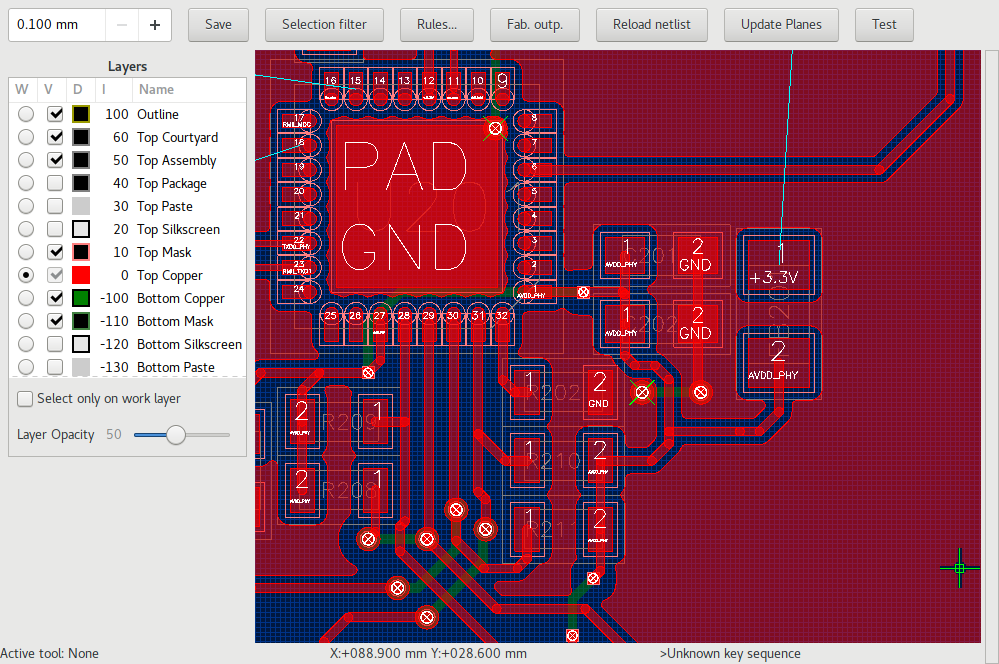 0.100 mm
Save
Selection filter
Rules...
Fab. outp.
Reload netlist
Update Planes
Test
Layers
W V D I Name
100 Outline
60 Top Courtyard
50 Top Assembly
40 Top Package
30 Top Paste
20 Top Silkscreen
10 Top Mask
0 Top Copper
-100 Bottom Copper
-110 Bottom Mask
-120 Bottom Silkscreen
-130 Bottom Paste
Select only on work layer
Layer Opacity 50
16 15 14 13 12 11 10 9
17
18
19
20
21
22
23
24
8
7
6
5
4
3
2
1
AVDD_PHY
PAD
GND
25 26 27 28 29 30 31 32
1
AVDD_PHY
2
GND
1
AVDD_PHY
2
GND
1
+3.3V
2
AVDD_PHY
1
R202
2
GND
1
R210
2
AVDD_PHY
1
R211
2
AVDD_PHY
2
AVDD_PHY
R209
1
2
AVDD_PHY
R208
1
Active tool: None
X:+088.900 mm Y:+028.600 mm
>Unknown key sequence